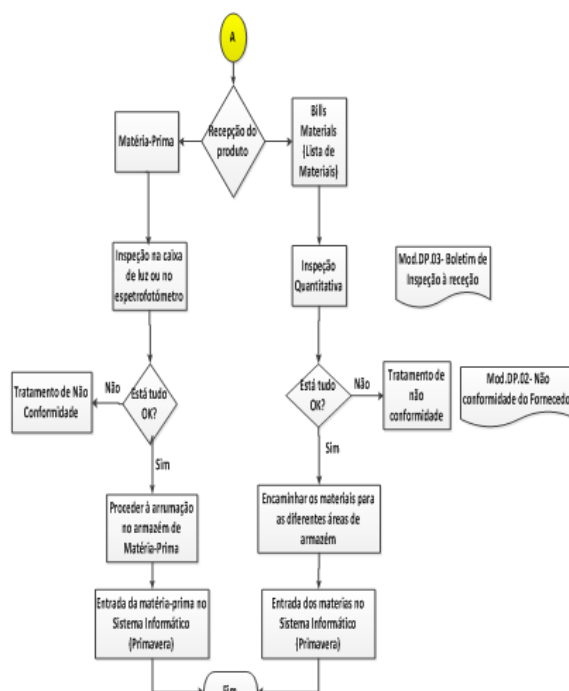 A
Recepção do
produto
Matéria-Prima
Bills
Materials
(Lista de
Materiais)
Inspeção na caixa
de luz ou no
espetrofotómetro
Inspeção
Quantitativa
Mod.DP.03- Boletim de
Inspeção à receção
Está tudo
OK?
Não
Tratamento de Não
Conformidade
Sim
Está tudo
OK?
Não
Tratamento de
não
conformidade
Mod.DP.02- Não
conformidade do Fornecedo
Sim
Proceder à arrumação
no armazém de
Matéria-Prima
Encaminhar os materiais para
as diferentes áreas de
armazém
Entrada da matéria-prima no
Sistema Informático
(Primavera)
Entrada dos materias no
Sistema Informático
(Primavera)